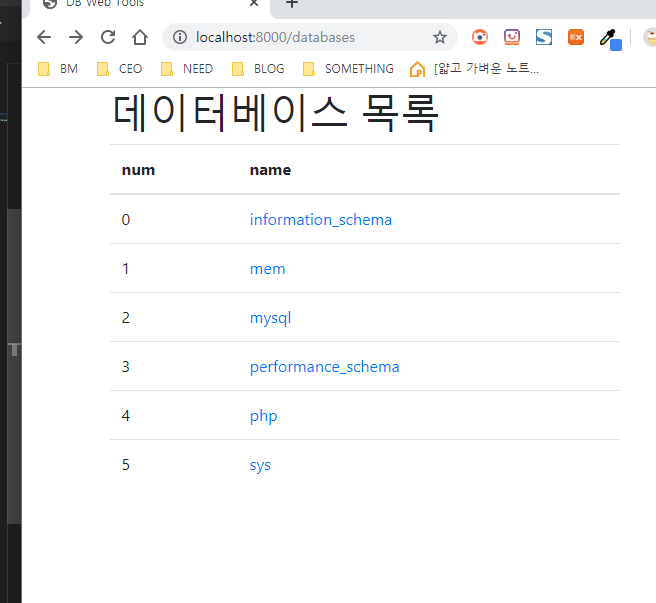 DB Web Tools
localhost:8000/databases
BM CEO NEED BLOG SOMETHING [얇고 가벼운 노트...
데이터베이스 목록
num name
0 information_schema
1 mem
2 mysql
3 performance_schema
4 php
5 sys